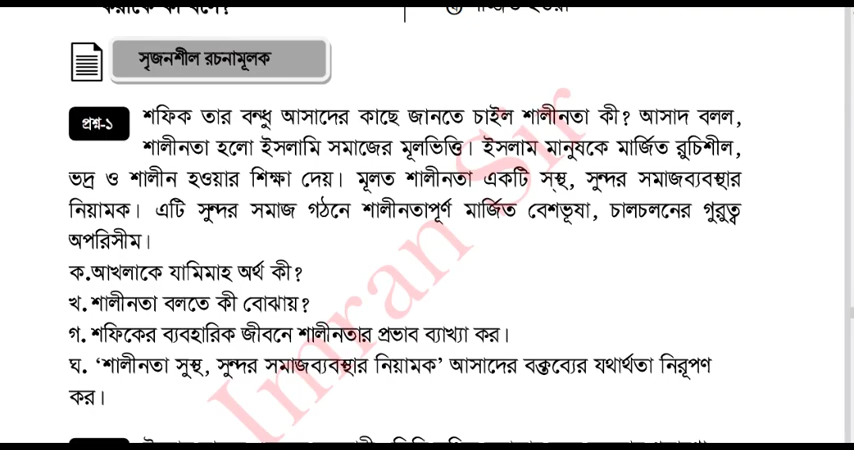 সৃজনশীল রচনামূলক
প্রশ্ন-১ শফিক তার বন্ধু আসাদের কাছে জানতে চাইল শালীনতা কী? আসাদ বলল,
শালীনতা হলো ইসলামি সমাজের মূলভিত্তি। ইসলাম মানুষকে মার্জিত রুচিশীল,
ভদ্র ও শালীন হওয়ার শিক্ষা দেয়। মূলত শালীনতা একটি সস্থ, সুন্দর সমাজব্যবস্থার
নিয়ামক। এটি সুন্দর সমাজ গঠনে শালীনতাপূর্ণ মার্জিত বেশভূষা, চালচলনের গুরুত্ব
অপরিসীম।
ক.আখলাকে যামিমাহ অর্থ কী?
খ. শালীনতা বলতে কী বোঝায়?
গ. শফিকের ব্যবহারিক জীবনে শালীনতার প্রভাব ব্যাখ্যা কর।
ঘ. ‘শালীনতা সুস্থ, সুন্দর সমাজব্যবস্থার নিয়ামক’ আসাদের বক্তব্যের যথার্থতা নিরূপণ
কর।
Imran Sir